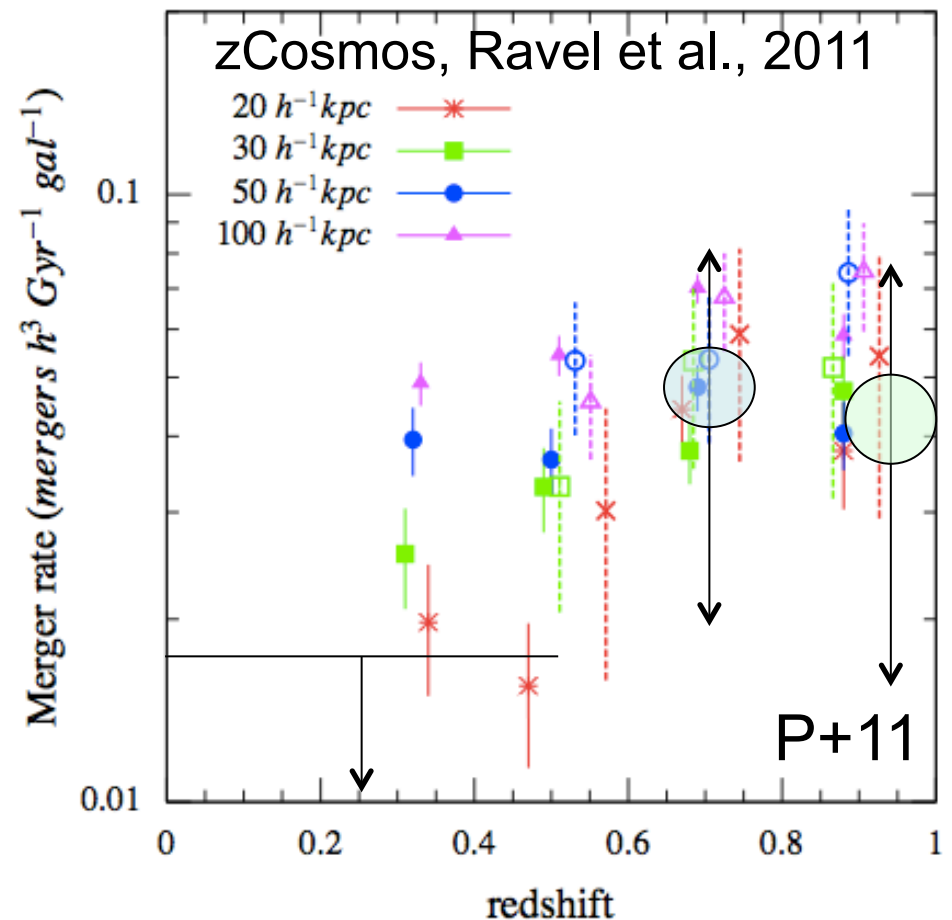 zCosmos, Ravel et al., 2011
20 h⁻¹kpc
30 h⁻¹kpc
50 h⁻¹kpc
100 h⁻¹kpc
Merger rate (mergers h³ Gyr⁻¹ gal⁻¹)
0.1
0.01
P+11
0 0.2 0.4 0.6 0.8 1
redshift